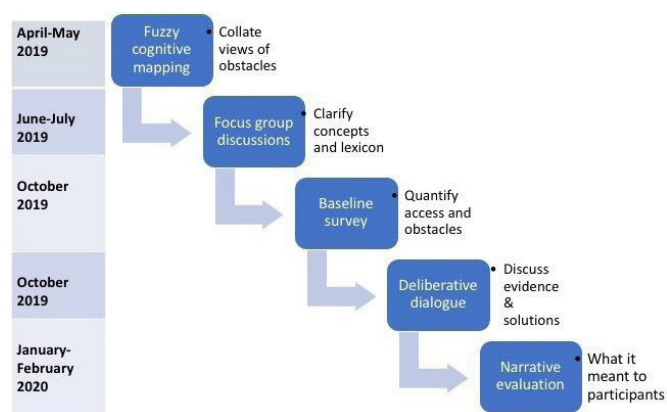 April-May
2019
Fuzzy
cognitive
mapping
• Collate
views of
obstacles
June-July
2019
Focus group
discussions
• Clarify
concepts
and lexicon
October
2019
Baseline
survey
• Quantify
access and
obstacles
October
2019
Deliberative
dialogue
• Discuss
evidence
&
solutions
January-
February
2020
Narrative
evaluation
• What it
meant to
participants